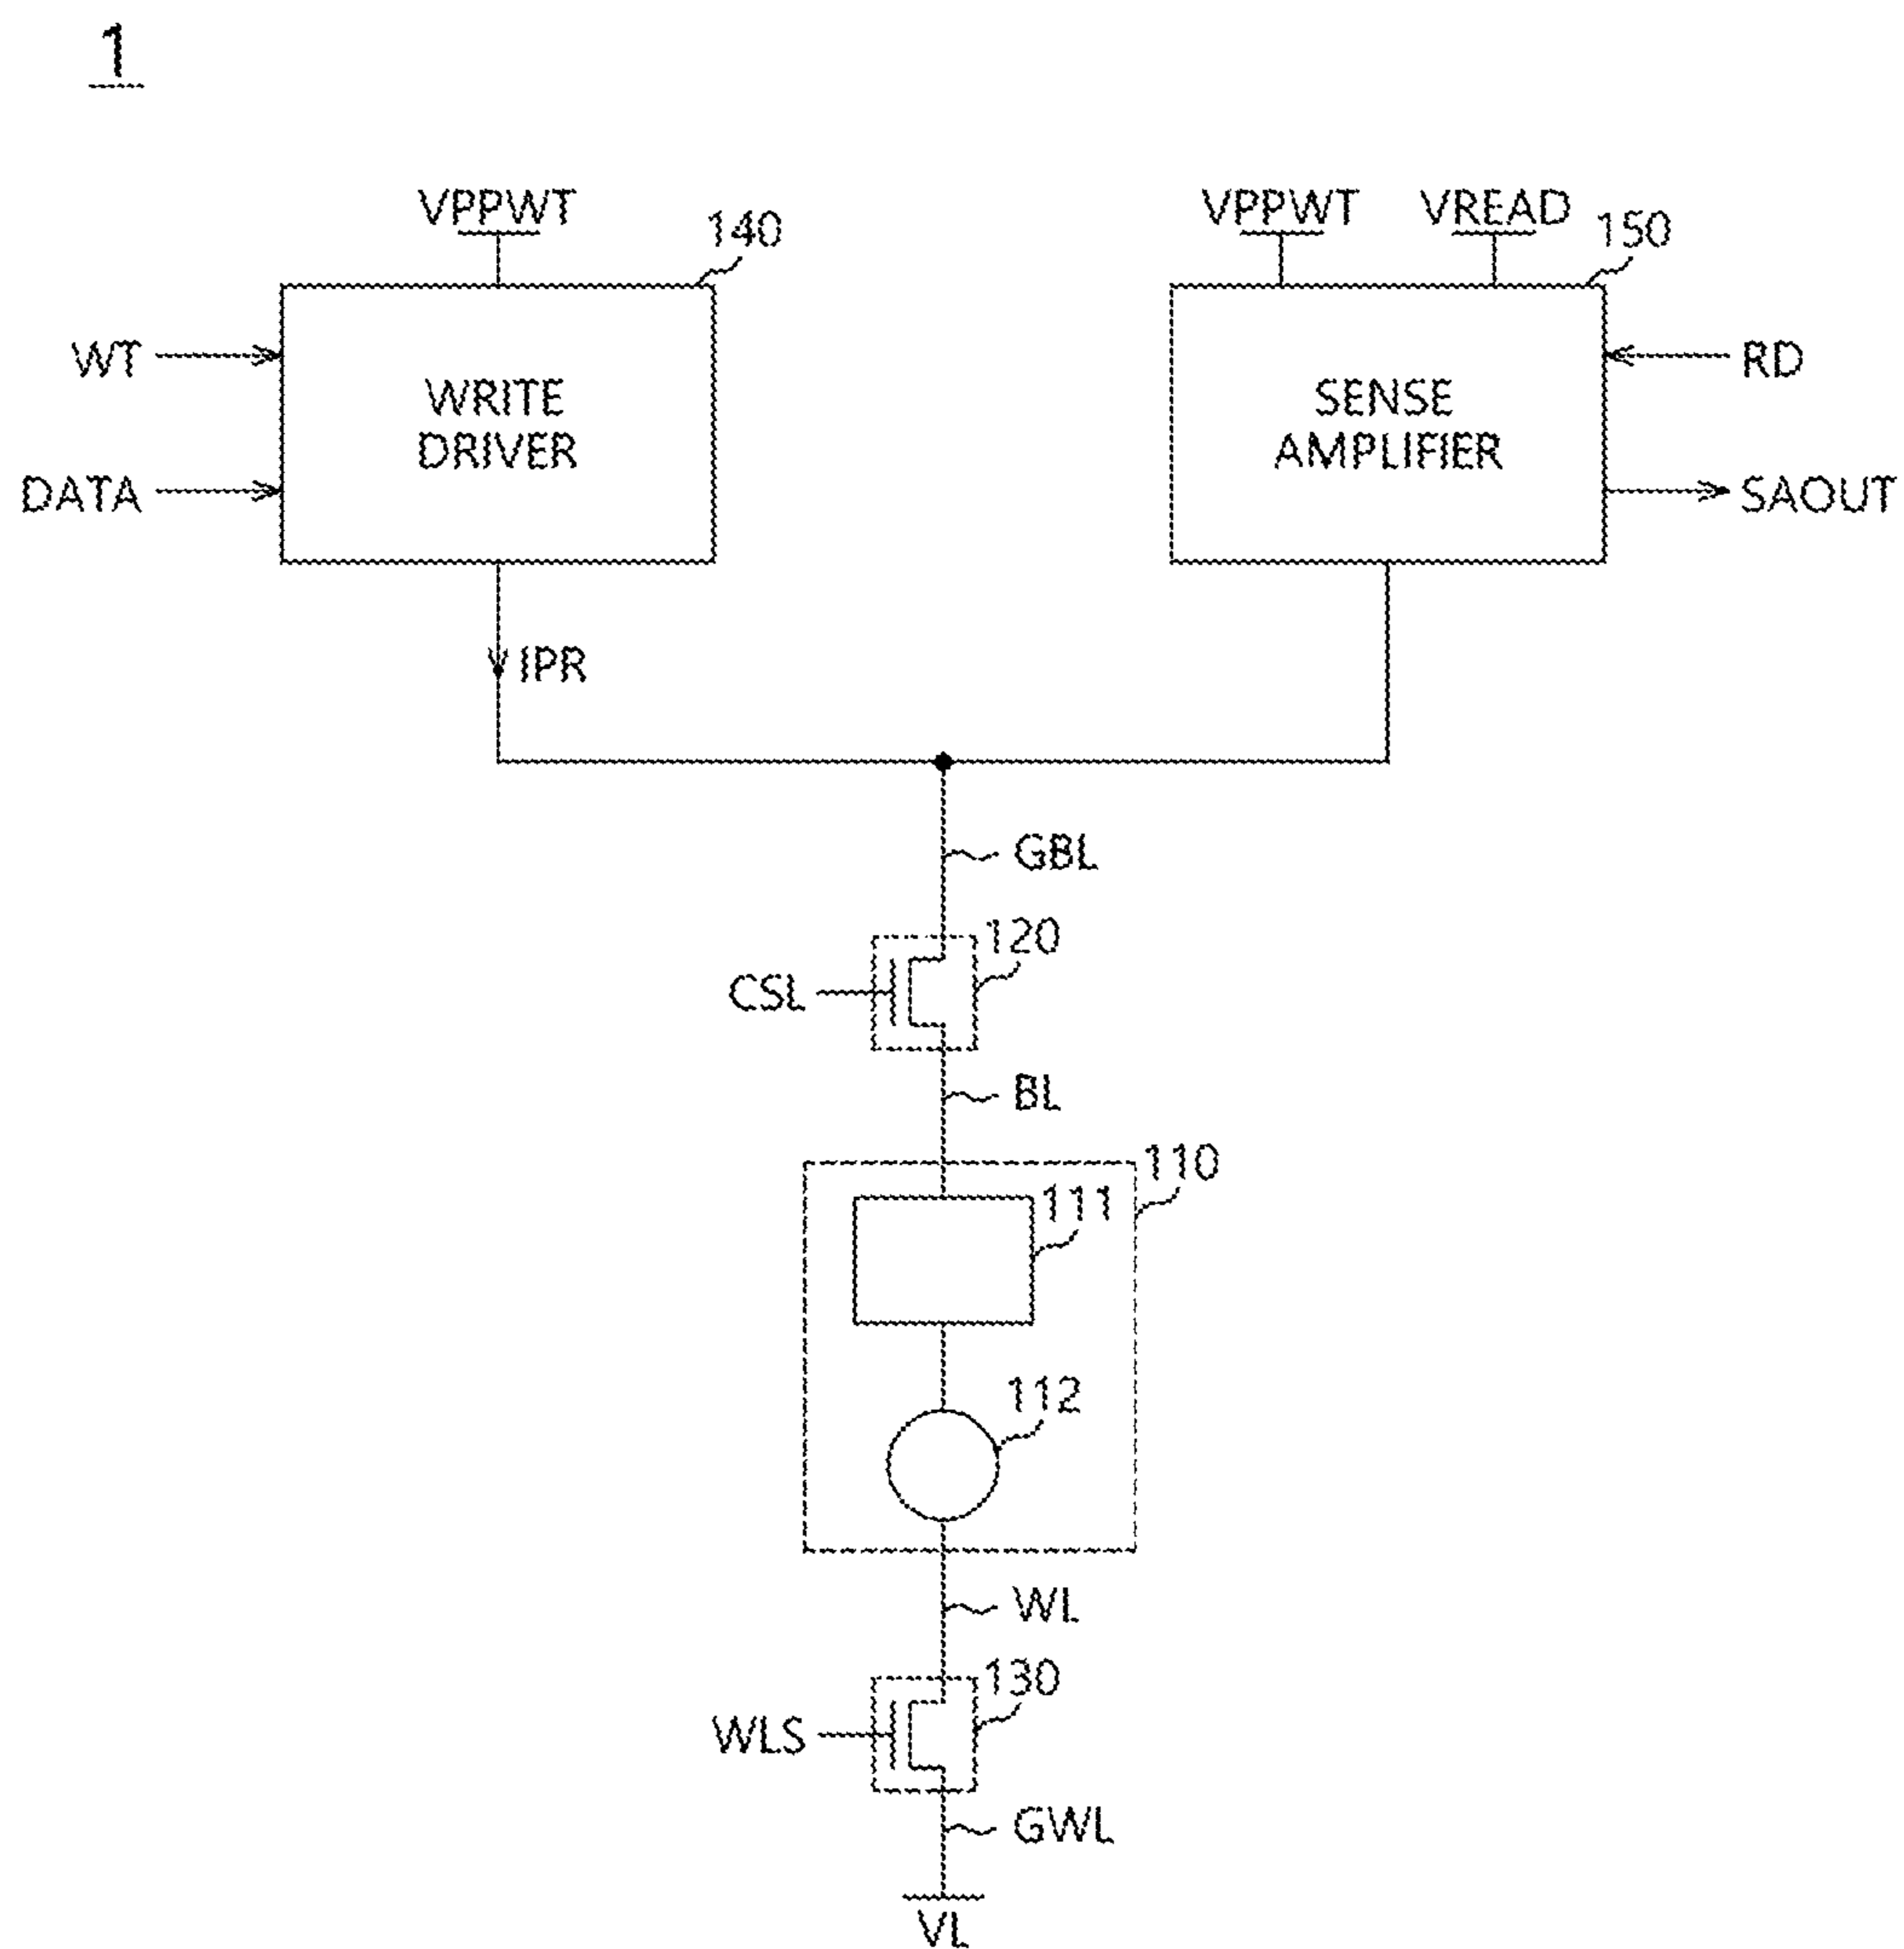 1
VPPWT
140
VPPWT
VREAD
150
WT
WRITE
DRIVER
DATA
SENSE
AMPLIFIER
RD
SAOUT
IPR
GBL
120
CSL
BL
110
111
112
WL
130
WLS
GWL
VL